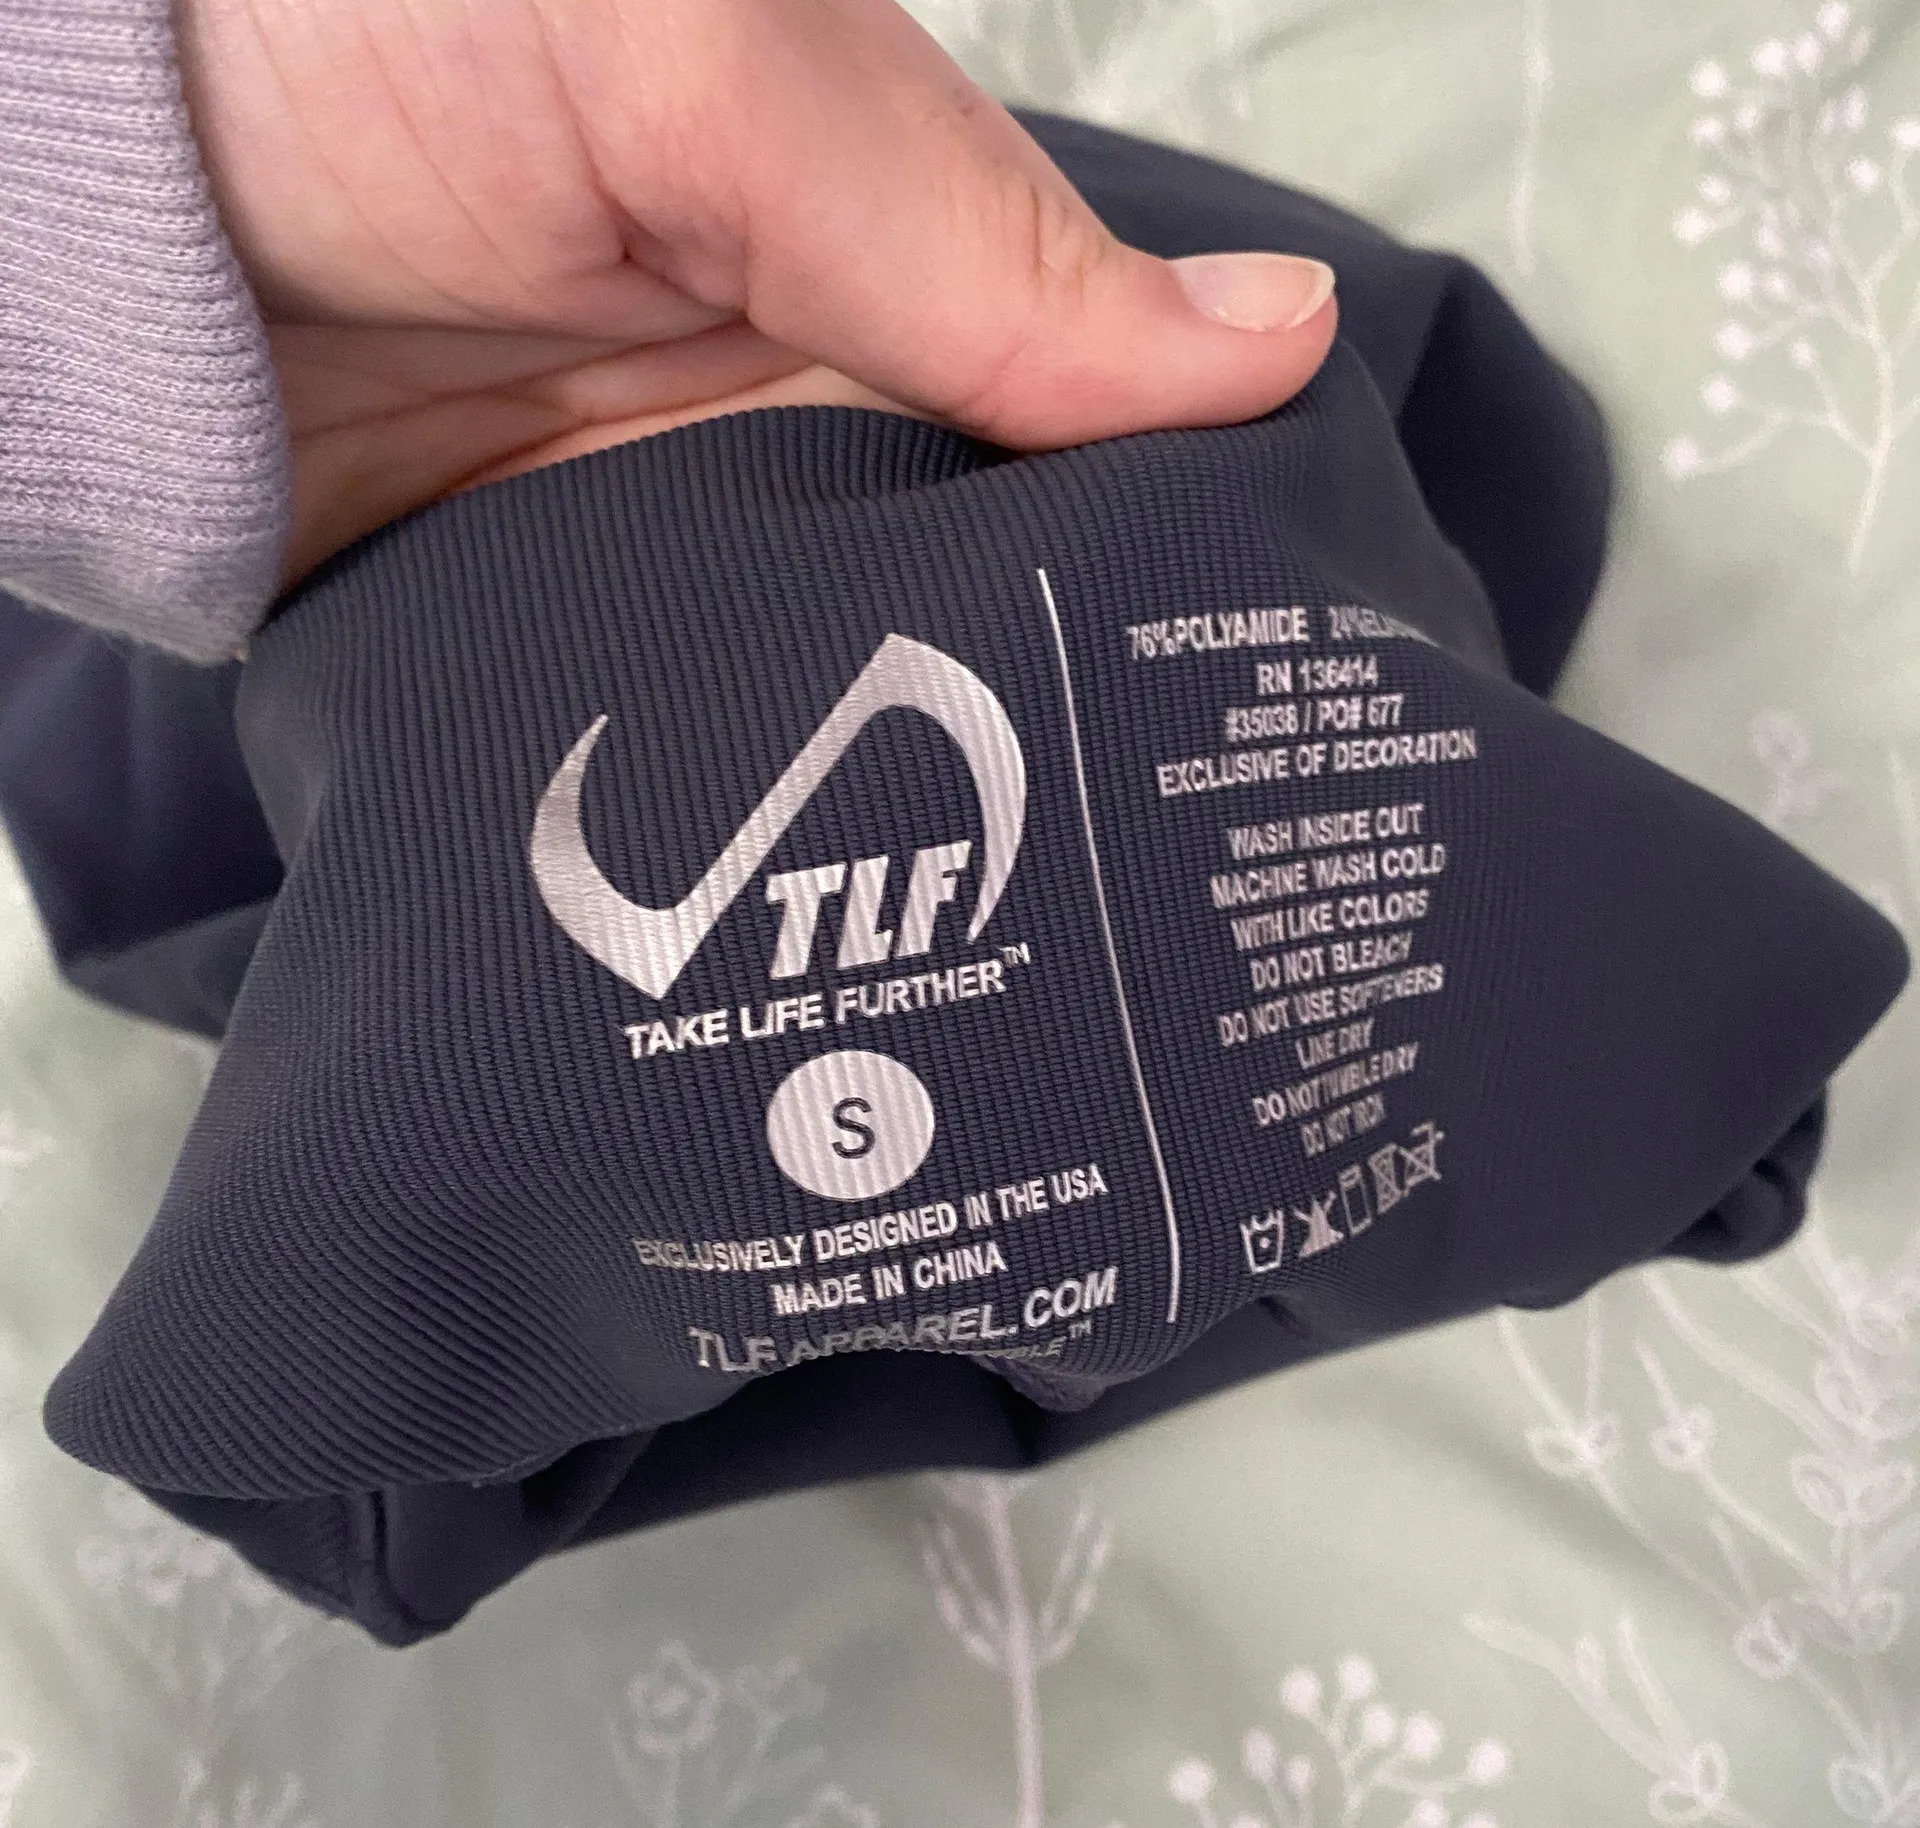 TLF
TAKE LIFE FURTHER™
S
EXCLUSIVELY DESIGNED IN THE USA
MADE IN CHINA
TLF APPAREL.COM
76%POLYAMIDE 24%
RN 136414
#35038 / PO# 677
EXCLUSIVE OF DECORATION
WASH INSIDE OUT
MACHINE WASH COLD
WITH LIKE COLORS
DO NOT BLEACH
DO NOT USE SOFTENERS
LINE DRY
DO NOT TUMBLE DRY
DO NOT IRON